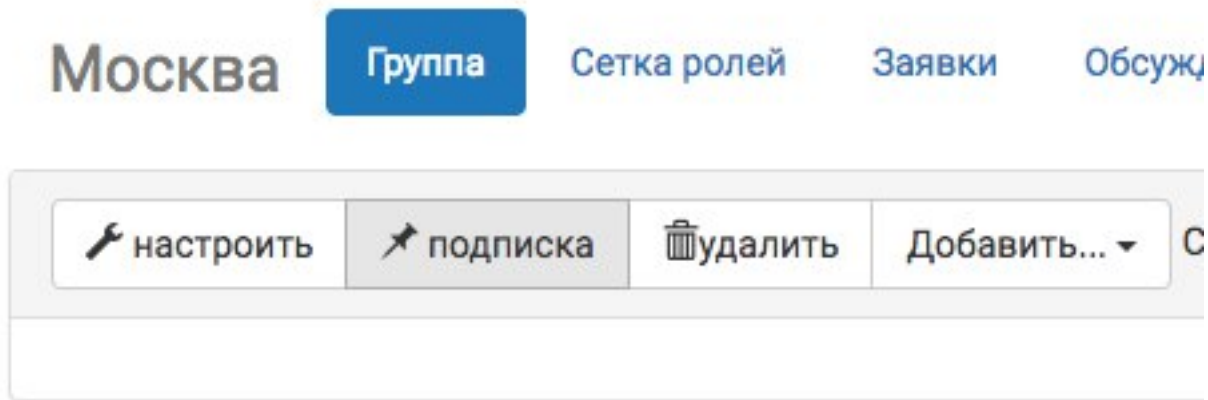 Москва Группа Сетка ролей Заявки Обсужд
настроить подписка удалить Добавить... С